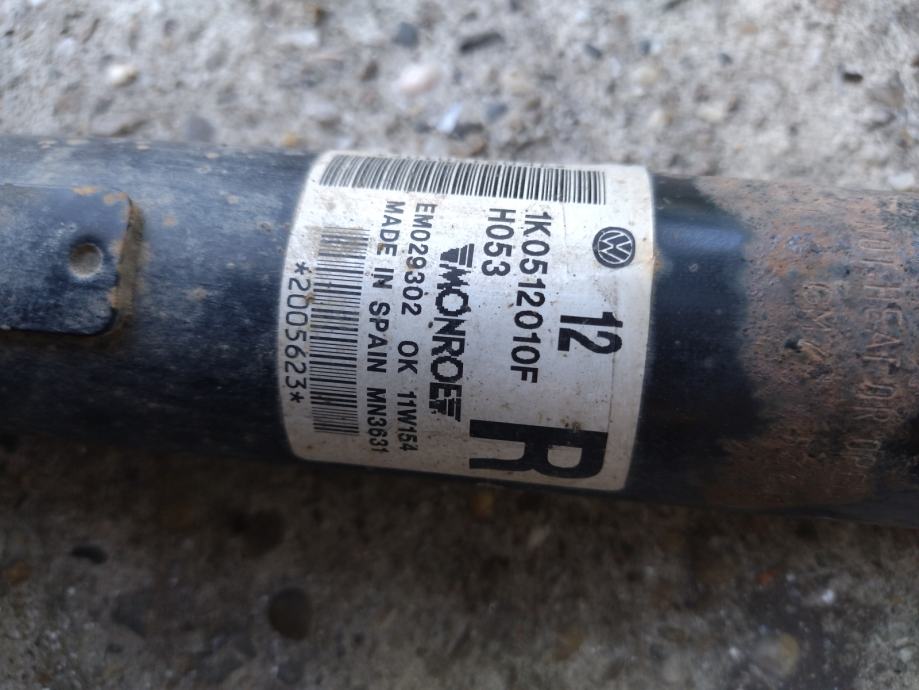 12
1K0512010F R
H053
MONROE
EM029302 OK 11W154
MADE IN SPAIN MN3631
*2005623*